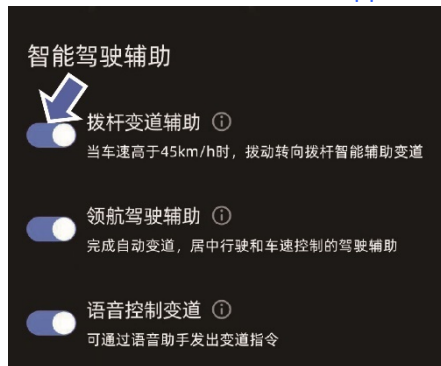 智能驾驶辅助
拨杆变道辅助
当车速高于45km/h时，拨动转向拨杆智能辅助变道
领航驾驶辅助
完成自动变道，居中行驶和车速控制的驾驶辅助
语音控制变道
可通过语音助手发出变道指令